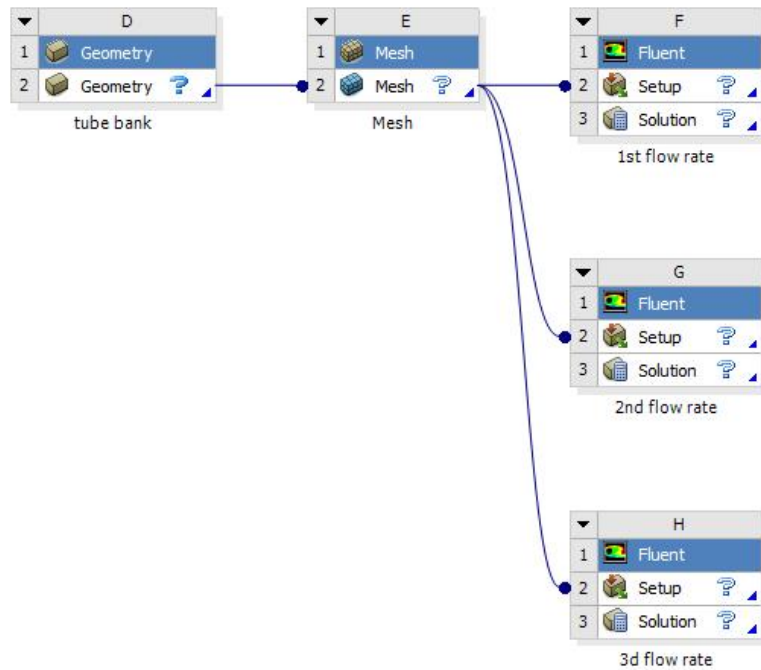 D
1 Geometry
2 Geometry ?
tube bank
E
1 Mesh
2 Mesh ?
Mesh
F
1 Fluent
2 Setup ?
3 Solution ?
1st flow rate
G
1 Fluent
2 Setup ?
3 Solution ?
2nd flow rate
H
1 Fluent
2 Setup ?
3 Solution ?
3d flow rate